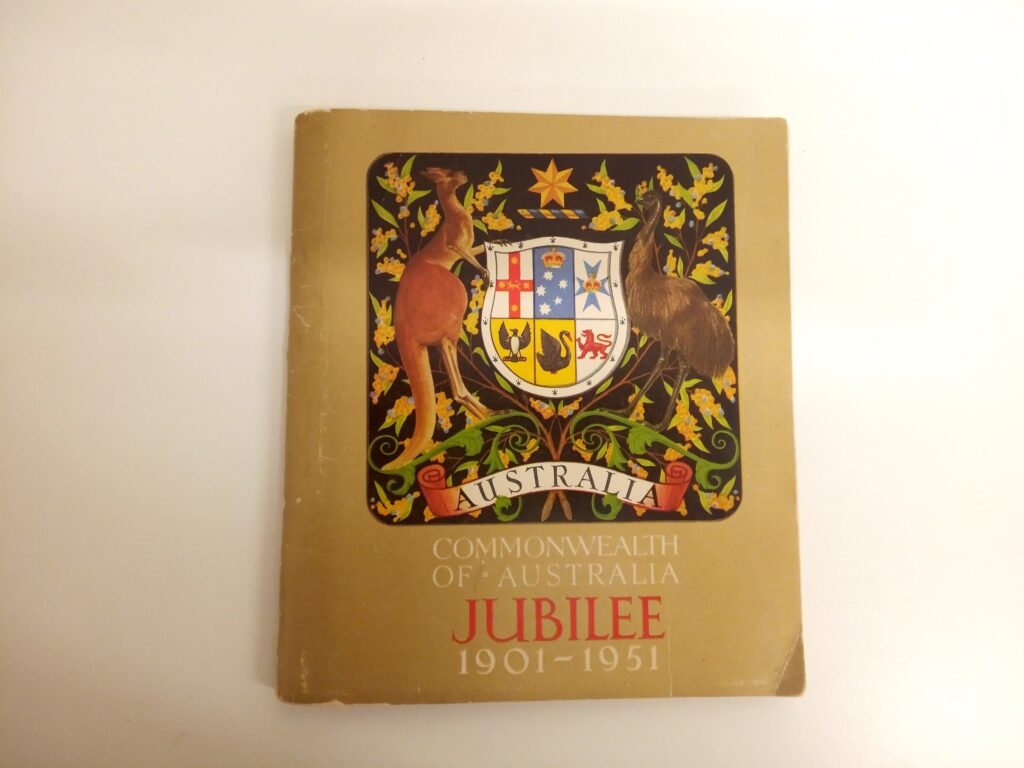 AUSTRALIA
COMMONWEALTH
OF · AUSTRALIA
JUBILEE
1901-1951